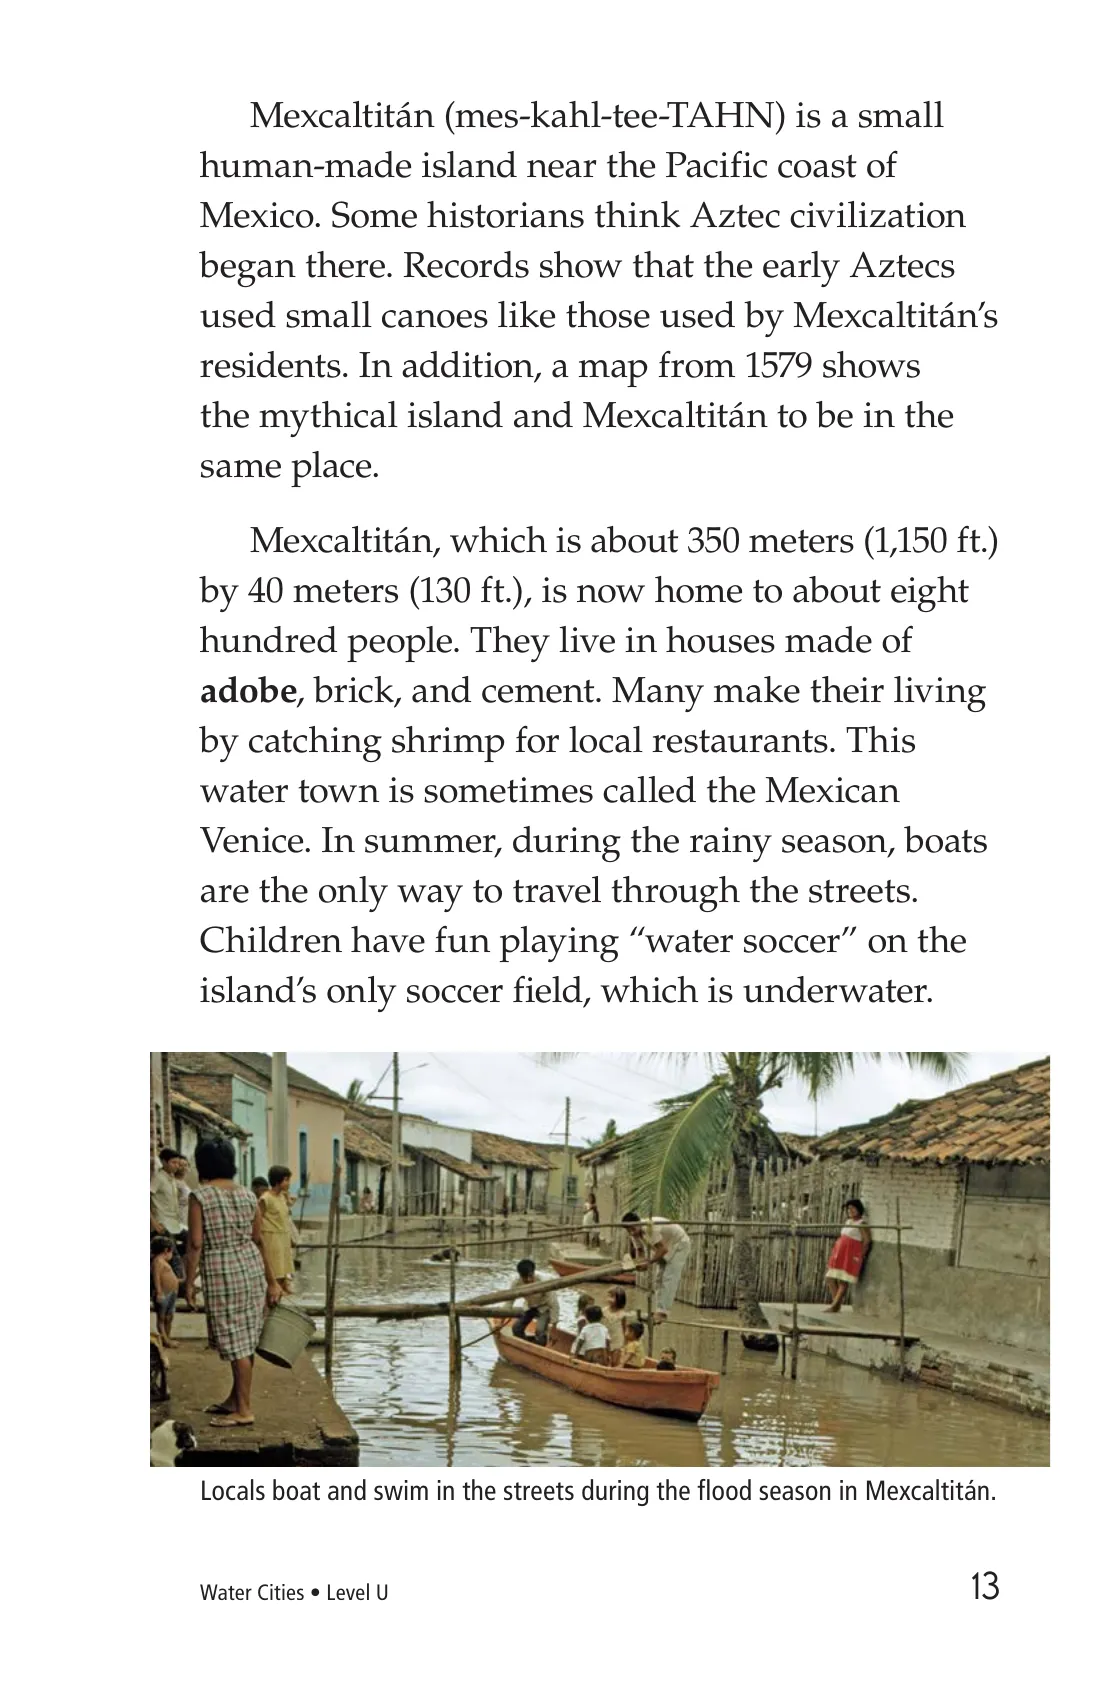 Mexcaltitán (mes-kahl-tee-TAHN) is a small
human-made island near the Pacific coast of
Mexico. Some historians think Aztec civilization
began there. Records show that the early Aztecs
used small canoes like those used by Mexcaltitán’s
residents. In addition, a map from 1579 shows
the mythical island and Mexcaltitán to be in the
same place.
Mexcaltitán, which is about 350 meters (1,150 ft.)
by 40 meters (130 ft.), is now home to about eight
hundred people. They live in houses made of
adobe, brick, and cement. Many make their living
by catching shrimp for local restaurants. This
water town is sometimes called the Mexican
Venice. In summer, during the rainy season, boats
are the only way to travel through the streets.
Children have fun playing “water soccer” on the
island’s only soccer field, which is underwater.
Locals boat and swim in the streets during the flood season in Mexcaltitán.
Water Cities • Level U
13